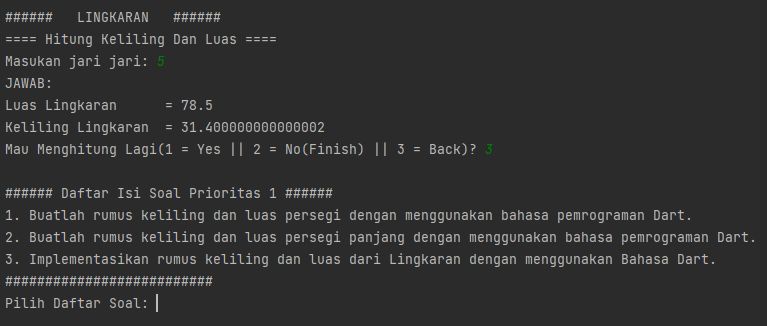 ######   LINGKARAN   ######
==== Hitung Keliling Dan Luas ====
Masukan jari jari: 5
JAWAB:
Luas Lingkaran      = 78.5
Keliling Lingkaran  = 31.400000000000002
Mau Menghitung Lagi(1 = Yes || 2 = No(Finish) || 3 = Back)? 3
###### Daftar Isi Soal Prioritas 1 ######
1. Buatlah rumus keliling dan luas persegi dengan menggunakan bahasa pemrograman Dart.
2. Buatlah rumus keliling dan luas persegi panjang dengan menggunakan bahasa pemrograman Dart.
3. Implementasikan rumus keliling dan luas dari Lingkaran dengan menggunakan Bahasa Dart.
##########################
Pilih Daftar Soal: